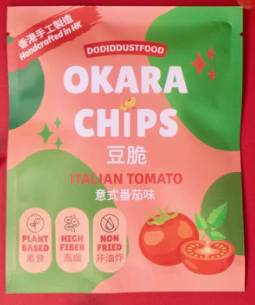 香港手工製造
Handcrafted in HK
DODIDDUSTFOOD
OKARA
CHIPS
豆脆
ITALIAN TOMATO
意式番茄味
PLANT
BASED
素食
HIGH
FIBER
高纖
NON
FRIED
非油炸